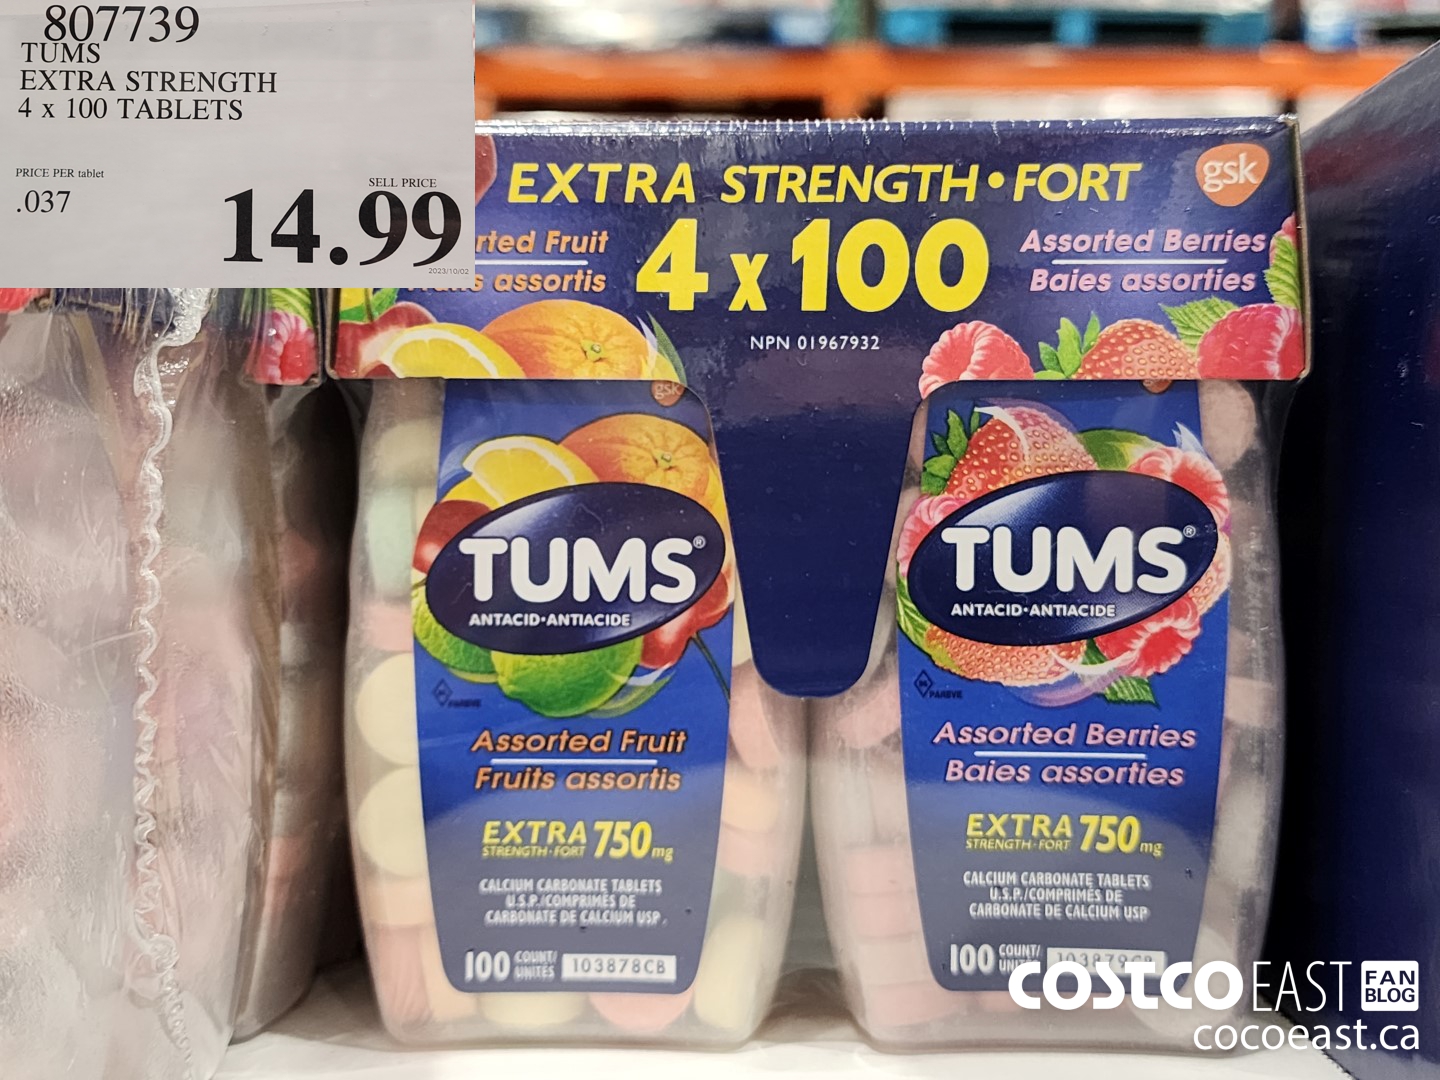 807739
TUMS
EXTRA STRENGTH
4 x 100 TABLETS
PRICE PER tablet
.037
SELL PRICE
14.99
2023/10/02
EXTRA STRENGTH • FORT
gsk
4 x 100
rted Fruit
s assortis
Assorted Berries
Baies assorties
NPN 01967932
gsk
TUMS®
ANTACID•ANTIACIDE
PAREVE
Assorted Fruit
Fruits assortis
EXTRA 750 mg
STRENGTH•FORT
CALCIUM CARBONATE TABLETS
U.S.P./COMPRIMÉS DE
CARBONATE DE CALCIUM USP
100 COUNT/
UNITÉS
103878CB
TUMS®
ANTACID•ANTIACIDE
PAREVE
Assorted Berries
Baies assorties
EXTRA 750 mg
STRENGTH•FORT
CALCIUM CARBONATE TABLETS
U.S.P./COMPRIMÉS DE
CARBONATE DE CALCIUM USP
100 COUNT/
COSTCO EAST FAN
BLOG
cocoeast.ca